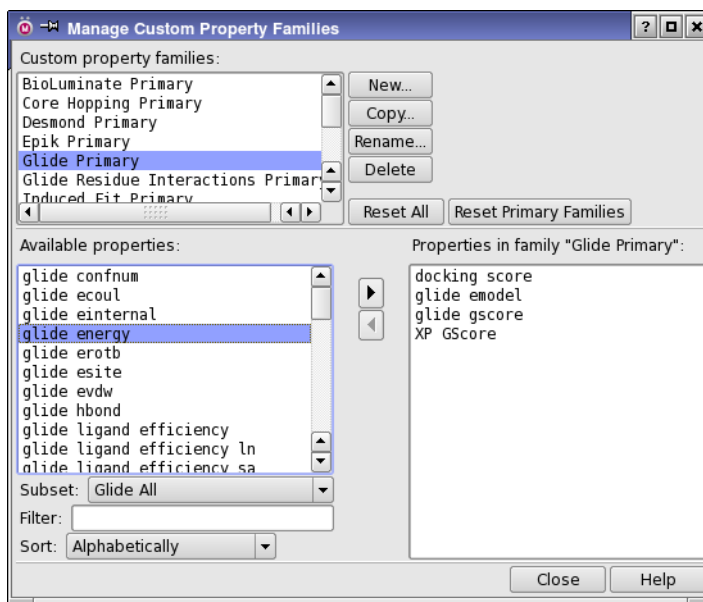 Manage Custom Property Families
Custom property families:
BioLuminate Primary
Core Hopping Primary
Desmond Primary
Epik Primary
Glide Primary
Glide Residue Interactions Primary
Induced Fit Primary
New...
Copy...
Rename...
Delete
Reset All
Reset Primary Families
Available properties:
glide confnum
glide ecoul
glide einternal
glide energy
glide erotb
glide esite
glide evdw
glide hbond
glide ligand efficiency
glide ligand efficiency ln
glide ligand efficiency sa
Subset: Glide All
Filter:
Sort: Alphabetically
Properties in family "Glide Primary":
docking score
glide emodel
glide gscore
XP GScore
Close
Help